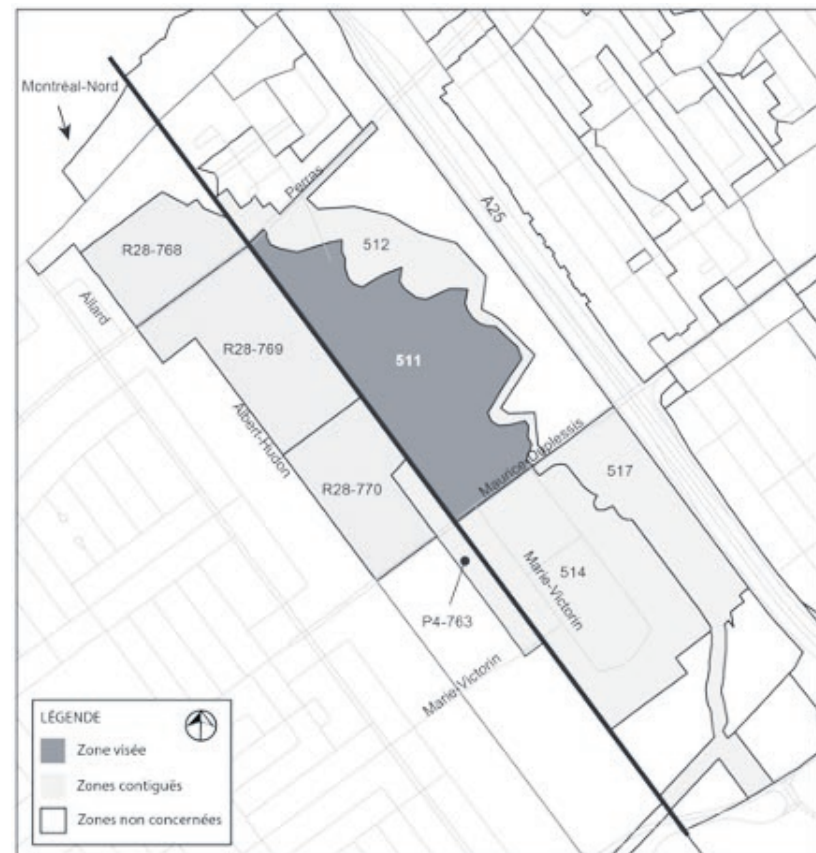 Montréal-Nord
Perras
A25
R28-768
512
Allard
R28-769
511
Albert-Hudon
Maurice-Duplessis
R28-770
517
Marie-Victorin
514
P4-763
Marie-Victorin
LÉGENDE
Zone visée
Zones contiguës
Zones non concernées